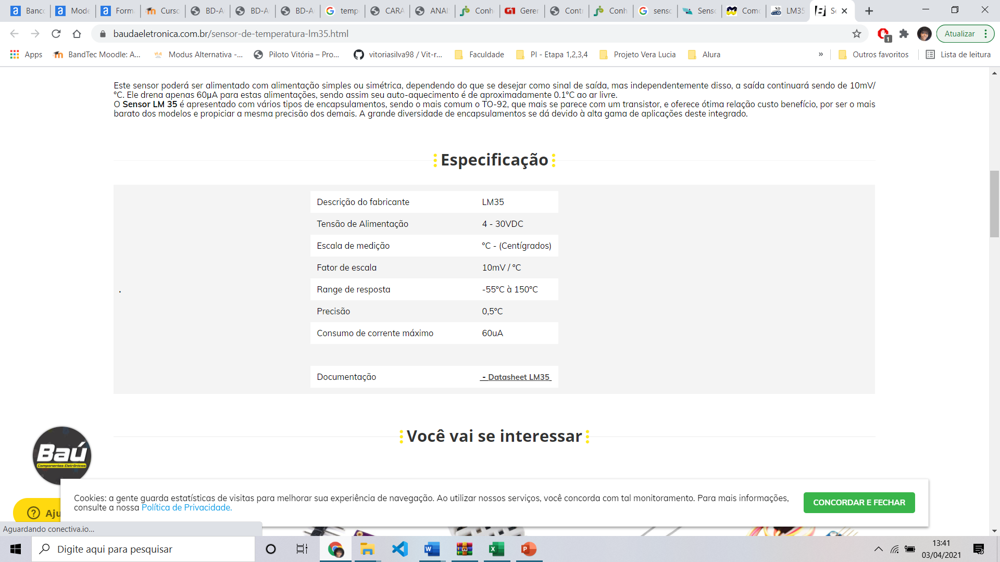 Banco
Mode
Form
Curso
BD-A
BD-A
BD-A
temp
CARA
ANAI
Conh
Geren
Cont
Conh
senso
Senso
Como
LM35
Se
baudaeletronica.com.br/sensor-de-temperatura-lm35.html
1
Atualizar
Apps
BandTec Moodle: A...
Modus Alternativa -...
Piloto Vitória – Pro...
vitoriasilva98 / Vit-r...
Faculdade
PI - Etapa 1,2,3,4
Projeto Vera Lucia
Alura
»
Outros favoritos
Lista de leitura
Este sensor poderá ser alimentado com alimentação simples ou simétrica, dependendo do que se desejar como sinal de saída, mas independentemente disso, a saída continuará sendo de 10mV/
ºC. Ele drena apenas 60μA para estas alimentações, sendo assim seu auto-aquecimento é de aproximadamente 0.1ºC ao ar livre.
O Sensor LM 35 é apresentado com vários tipos de encapsulamentos, sendo o mais comum o TO-92, que mais se parece com um transistor, e oferece ótima relação custo benefício, por ser o mais
barato dos modelos e propiciar a mesma precisão dos demais. A grande diversidade de encapsulamentos se dá devido à alta gama de aplicações deste integrado.
Especificação
Descrição do fabricante LM35
Tensão de Alimentação 4 - 30VDC
Escala de medição ºC - (Centígrados)
Fator de escala 10mV / ºC
.
Range de resposta -55ºC à 150ºC
Precisão 0,5ºC
Consumo de corrente máximo 60uA
Documentação - Datasheet LM35
Você vai se interessar
Baú
Componentes Eletrônicos
Cookies: a gente guarda estatísticas de visitas para melhorar sua experiência de navegação. Ao utilizar nossos serviços, você concorda com tal monitoramento. Para mais informações,
consulte a nossa Política de Privacidade.
CONCORDAR E FECHAR
Aju
Aguardando conectiva.io...
Digite aqui para pesquisar
13:41
03/04/2021